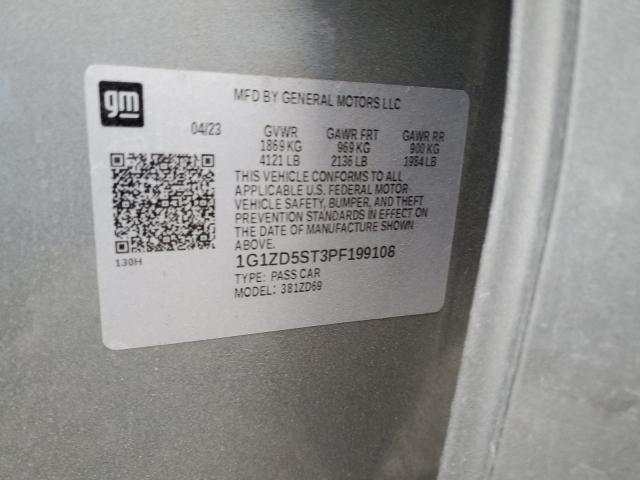 gm
MFD BY GENERAL MOTORS LLC
04/23 GVWR GAWR FRT GAWR RR
1869 KG 969 KG 900 KG
4121 LB 2136 LB 1984 LB
THIS VEHICLE CONFORMS TO ALL
APPLICABLE U.S. FEDERAL MOTOR
VEHICLE SAFETY, BUMPER, AND THEFT
PREVENTION STANDARDS IN EFFECT ON
THE DATE OF MANUFACTURE SHOWN
ABOVE.
130H
1G1ZD5ST3PF199108
TYPE: PASS CAR
MODEL: 381ZD69